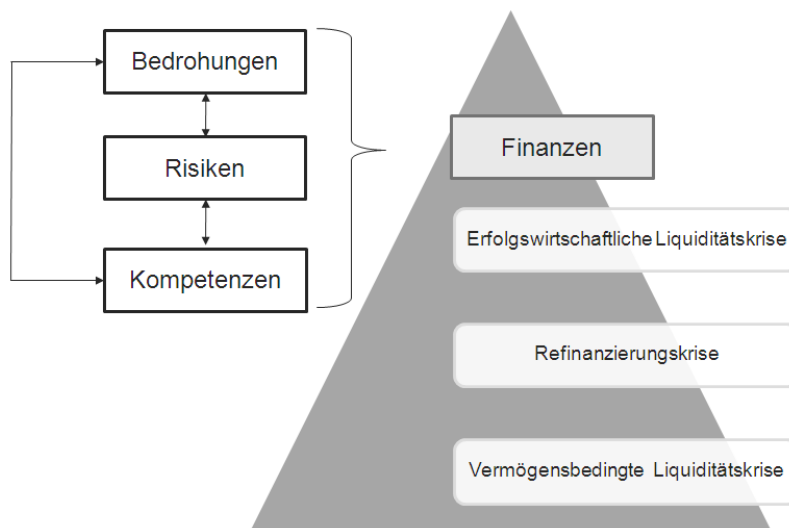 Bedrohungen
Risiken
Kompetenzen
Finanzen
Erfolgswirtschaftliche Liquiditätskrise
Refinanzierungskrise
Vermögensbedingte Liquiditätskrise